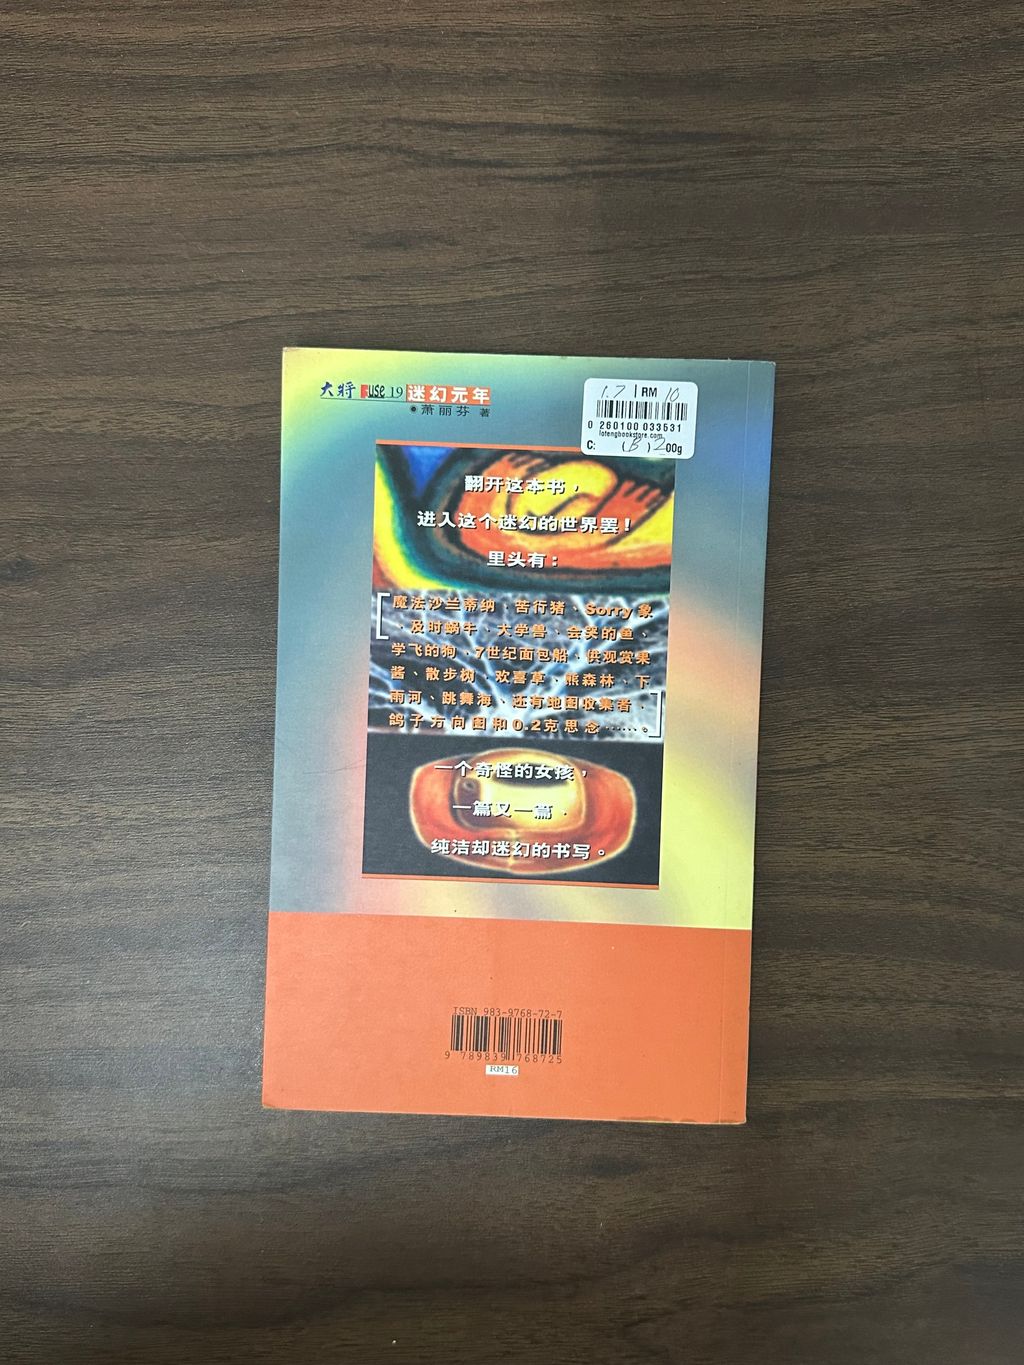 大将 Fuse 19 迷幻元年
◉萧丽芬 著
1.7 | RM 10
0 260100 033531
lotengbookstore.com
C: (B) 200g
翻开这本书，
进入这个迷幻的世界罢！
里头有：
魔法沙兰蒂纳、苦行猪、Sorry象
、及时蜗牛、大学兽、会哭的鱼、
学飞的狗、7世纪面包船、供观赏果
酱、散步树、欢喜草、熊森林、下
雨河、跳舞海、还有地图收集者、
鸽子方向图和0.2克思念……。
一个奇怪的女孩，
一篇又一篇，
纯洁却迷幻的书写。
ISBN 983-9768-72-7
9 789839 768725
RM16